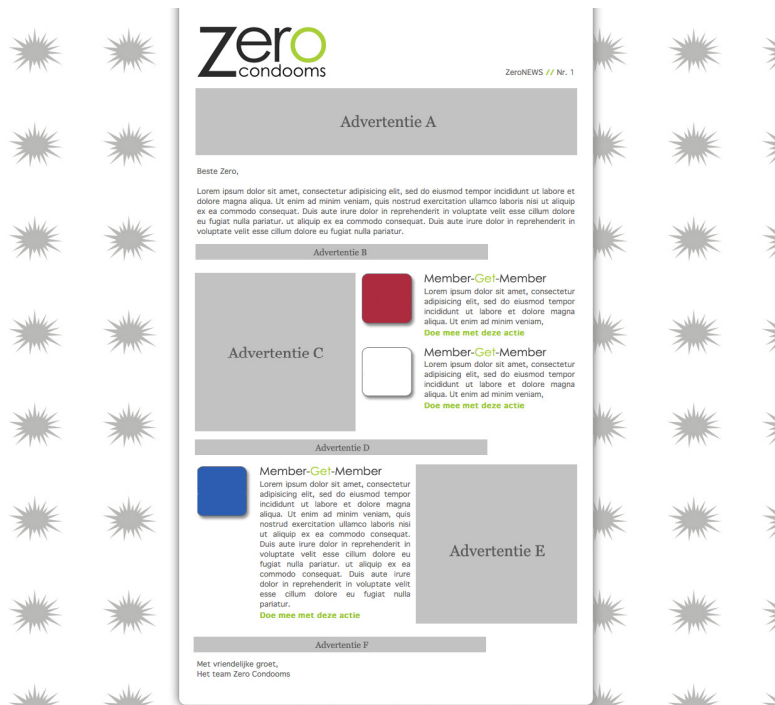 Zero
condooms
ZeroNEWS // Nr. 1
Advertentie A
Beste Zero,
Lorem ipsum dolor sit amet, consectetur adipisicing elit, sed do eiusmod tempor incididunt ut labore et
dolore magna aliqua. Ut enim ad minim veniam, quis nostrud exercitation ullamco laboris nisi ut aliquip
ex ea commodo consequat. Duis aute irure dolor in reprehenderit in voluptate velit esse cillum dolore
eu fugiat nulla pariatur. ut aliquip ex ea commodo consequat. Duis aute irure dolor in reprehenderit in
voluptate velit esse cillum dolore eu fugiat nulla pariatur.
Advertentie B
Advertentie C
Member-Get-Member
Lorem ipsum dolor sit amet, consectetur
adipisicing elit, sed do eiusmod tempor
incididunt ut labore et dolore magna
aliqua. Ut enim ad minim veniam,
Doe mee met deze actie
Member-Get-Member
Lorem ipsum dolor sit amet, consectetur
adipisicing elit, sed do eiusmod tempor
incididunt ut labore et dolore magna
aliqua. Ut enim ad minim veniam,
Doe mee met deze actie
Advertentie D
Member-Get-Member
Lorem ipsum dolor sit amet, consectetur
adipisicing elit, sed do eiusmod tempor
incididunt ut labore et dolore magna
aliqua. Ut enim ad minim veniam, quis
nostrud exercitation ullamco laboris nisi
ut aliquip ex ea commodo consequat.
Duis aute irure dolor in reprehenderit in
voluptate velit esse cillum dolore eu
fugiat nulla pariatur. ut aliquip ex ea
commodo consequat. Duis aute irure
dolor in reprehenderit in voluptate velit
esse cillum dolore eu fugiat nulla
pariatur.
Doe mee met deze actie
Advertentie E
Advertentie F
Met vriendelijke groet,
Het team Zero Condooms